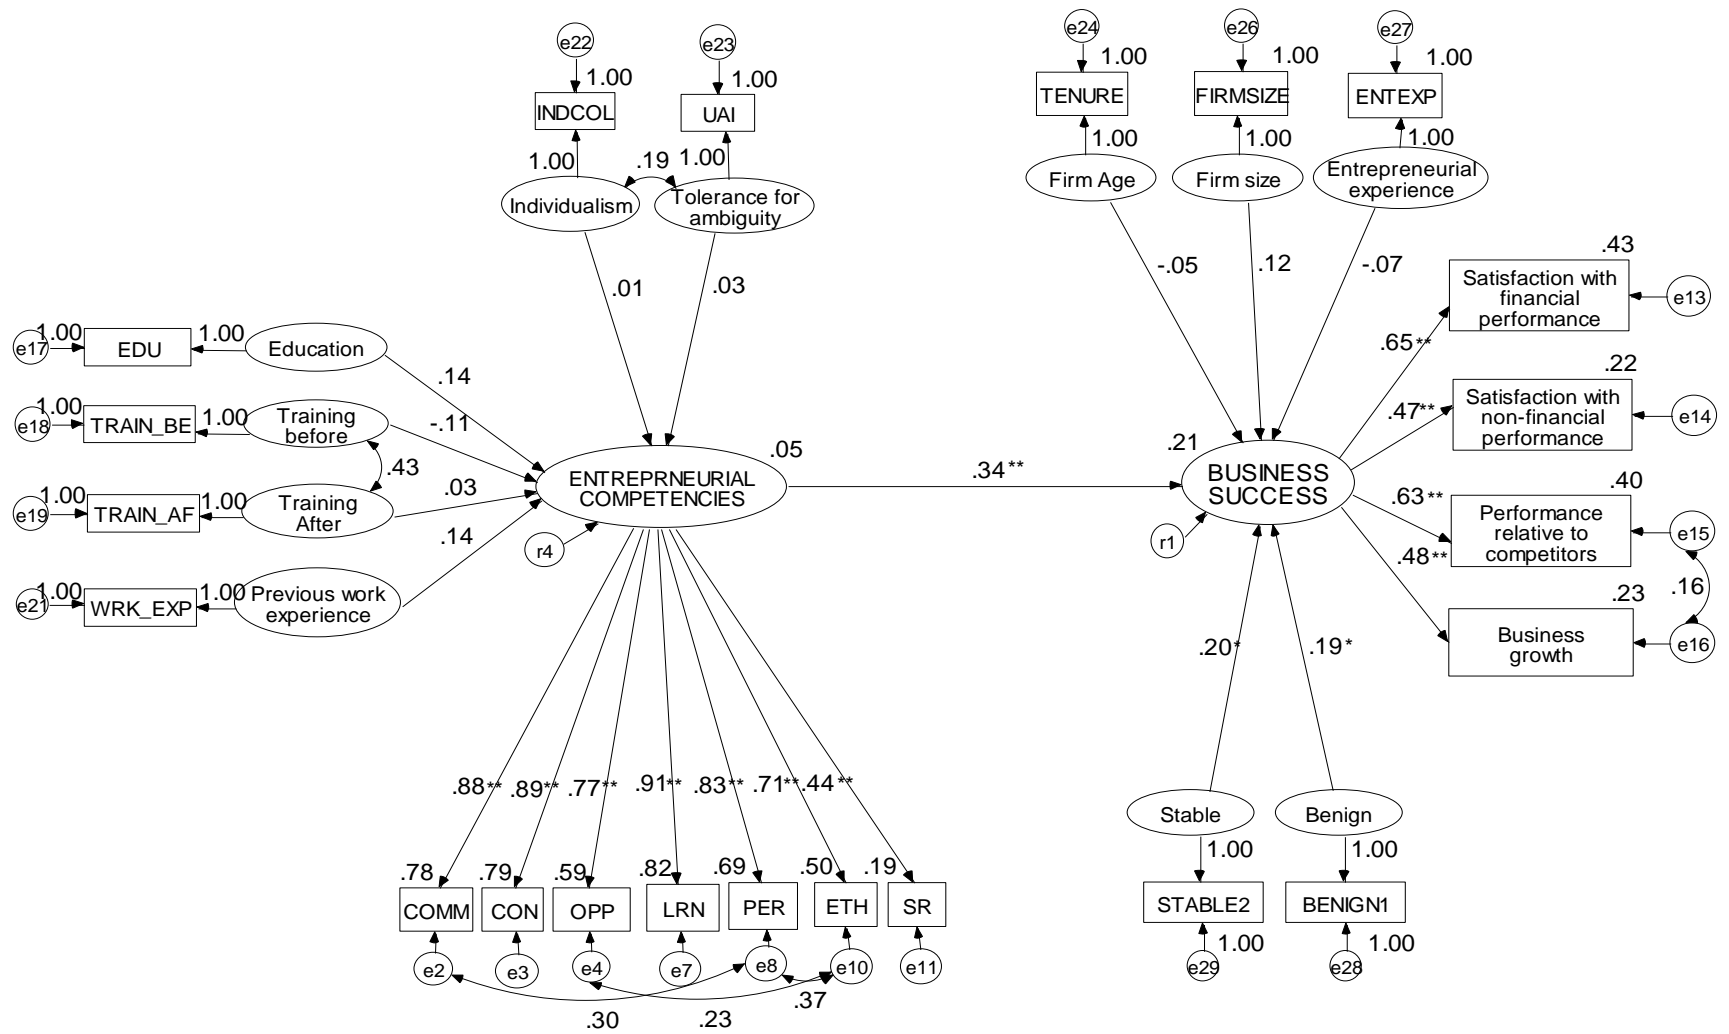 e22
e23
e24
e26
e27
1.00
1.00
1.00
1.00
1.00
INDCOL
UAI
TENURE
FIRMSIZE
ENTEXP
1.00
.19
1.00
1.00
1.00
1.00
Individualism
Tolerance for
ambiguity
Firm Age
Firm size
Entrepreneurial
experience
.01
.03
-.05
.12
-.07
.43
Satisfaction with
financial
performance
e13
.65**
.22
Satisfaction with
non-financial
performance
e14
.47**
e17
1.00
EDU
1.00
Education
.14
e18
1.00
TRAIN_BE
1.00
Training
before
-.11
.43
e19
1.00
TRAIN_AF
1.00
Training
After
.03
e21
1.00
WRK_EXP
1.00
Previous work
experience
.14
.05
ENTREPRNEURIAL
COMPETENCIES
r4
.34**
.21
BUSINESS
SUCCESS
r1
.63**
.40
Performance
relative to
competitors
e15
.48**
.16
.23
Business
growth
e16
.20*
.19*
.88**
.89**
.77**
.91**
.83**
.71**
.44**
Stable
Benign
1.00
1.00
.78
.79
.59
.82
.69
.50
.19
COMM
CON
OPP
LRN
PER
ETH
SR
STABLE2
BENIGN1
1.00
1.00
e2
e3
e4
e7
e8
e10
e11
e29
e28
.30
.23
.37